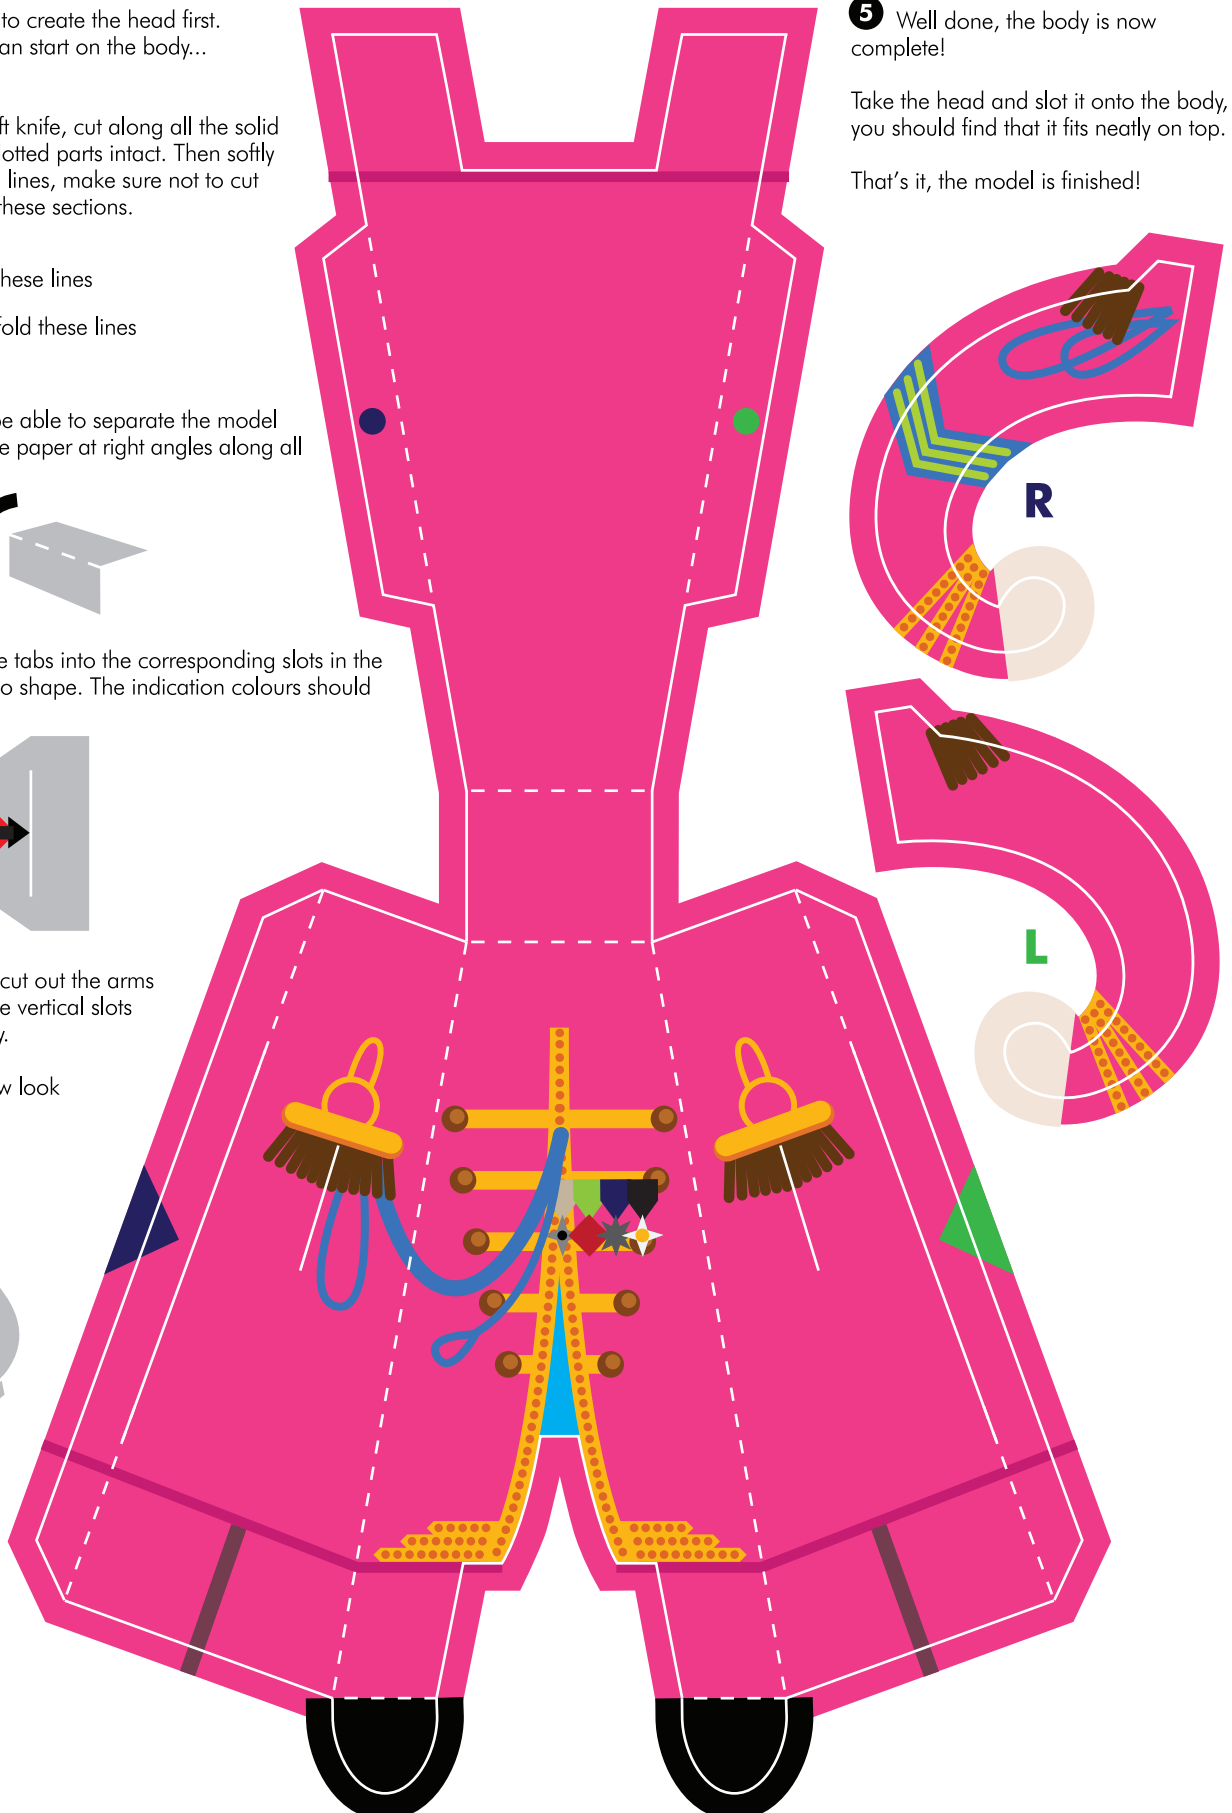 to create the head first.
an start on the body...
ft knife, cut along all the solid
lotted parts intact. Then softly
lines, make sure not to cut
these sections.
hese lines
fold these lines
be able to separate the model
e paper at right angles along all
e tabs into the corresponding slots in the
o shape. The indication colours should
cut out the arms
e vertical slots
y.
w look
5 Well done, the body is now
complete!
Take the head and slot it onto the body,
you should find that it fits neatly on top.
That's it, the model is finished!
R
L